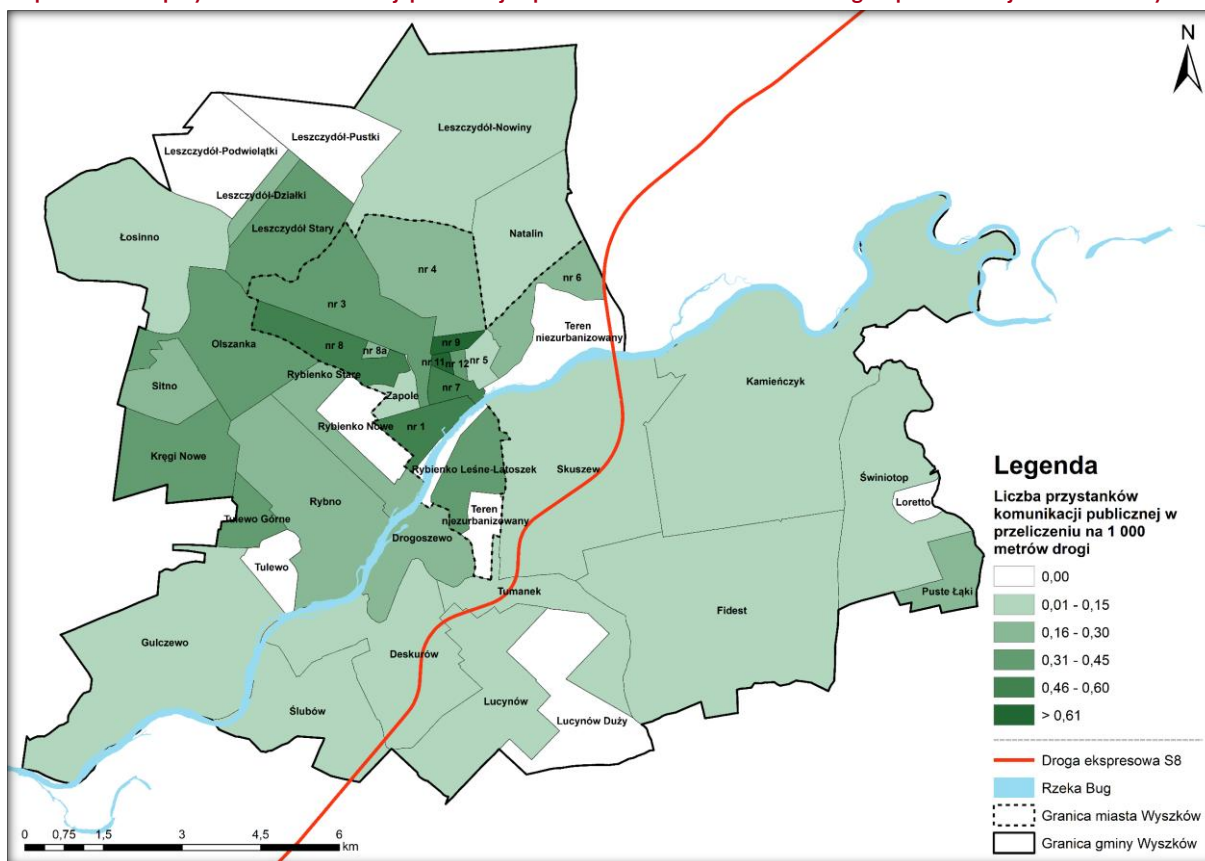 N
Leszczydół-Nowiny
Leszczydół-Pustki
Leszczydół-Podwielątki
Leszczydół-Działki
Leszczydół Stary
Łosinno
Natalin
nr 4
nr 6
nr 3
Teren
niezurbanizowany
Olszanka
nr 8
nr 8a
nr 9
nr 11
nr 12
nr 5
Kamieńczyk
Sitno
Rybienko Stare
Zapole
nr 7
Rybienko Nowe
nr 1
Kręgi Nowe
Rybienko Leśne-Latoszek
Skuszew
Świniotop
Loretto
Rybno
Tulewo Górne
Teren
niezurbanizowany
Drogoszewo
Tulewo
Tumanek
Fidest
Puste Łąki
Gulczewo
Deskurów
Ślubów
Lucynów
Lucynów Duży
Legenda
Liczba przystanków
komunikacji publicznej w
przeliczeniu na 1 000
metrów drogi
0,00
0,01 - 0,15
0,16 - 0,30
0,31 - 0,45
0,46 - 0,60
> 0,61
Droga ekspresowa S8
Rzeka Bug
Granica miasta Wyszków
Granica gminy Wyszków
0 0,75 1,5 3 4,5 6
km